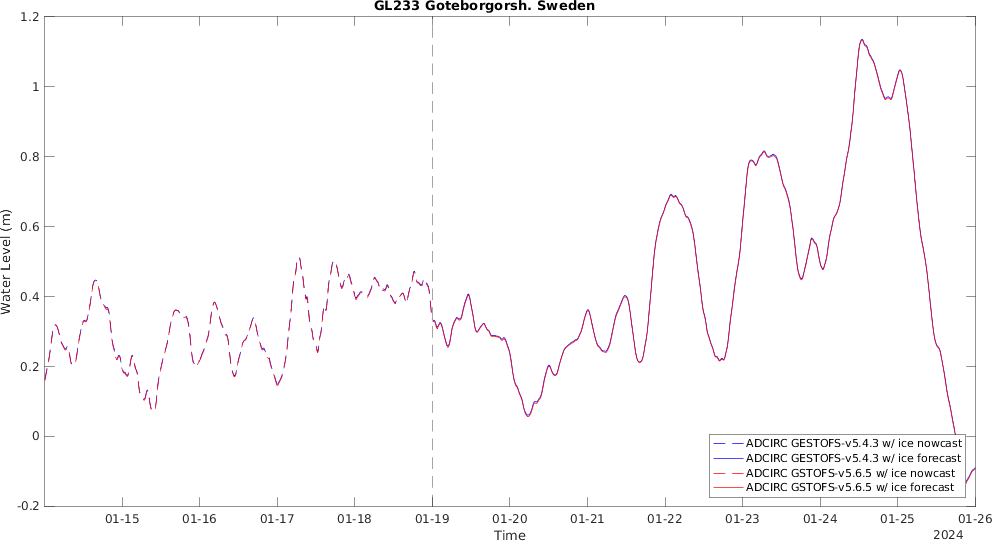 GL233 Goteborgorsh. Sweden
1.2
1
0.8
0.6
0.4
0.2
0
-0.2
Water Level (m)
01-15 01-16 01-17 01-18 01-19 01-20 01-21 01-22 01-23 01-24 01-25 01-26
Time
2024
ADCIRC GESTOFS-v5.4.3 w/ ice nowcast
ADCIRC GESTOFS-v5.4.3 w/ ice forecast
ADCIRC GSTOFS-v5.6.5 w/ ice nowcast
ADCIRC GSTOFS-v5.6.5 w/ ice forecast